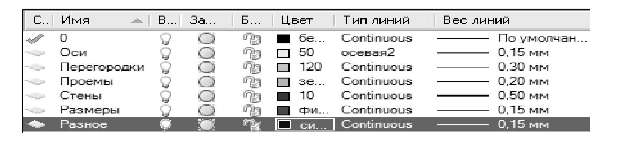 С... Имя В... За... Б... Цвет Тип линий Вес линий
0 бе... Continuous По умолчан...
Оси 50 осевая2 0,15 мм
Перегородки 120 Continuous 0,30 мм
Проемы зе... Continuous 0,20 мм
Стены 10 Continuous 0,50 мм
Размеры фи... Continuous 0,15 мм
Разное си... Continuous 0,15 мм